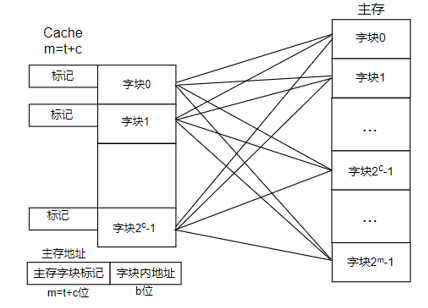 Cache
m=t+c
主存
标记
字块0
标记
字块1
标记
字块2ᶜ-1
字块0
字块1
...
字块2ᶜ-1
...
字块2ᵐ-1
主存地址
主存字块标记
字块内地址
m=t+c位
b位